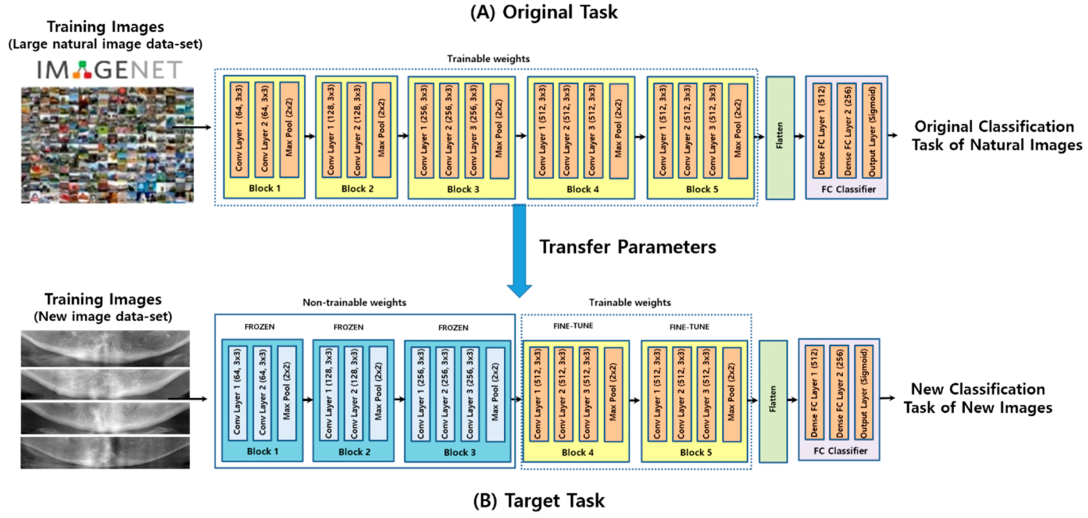 (A) Original Task
Training Images
(Large natural image data-set)
IMAGENET
Trainable weights
Conv Layer 1 (64, 3x3)
Conv Layer 2 (64, 3x3)
Max Pool (2x2)
Block 1
Conv Layer 1 (128, 3x3)
Conv Layer 2 (128, 3x3)
Max Pool (2x2)
Block 2
Conv Layer 1 (256, 3x3)
Conv Layer 2 (256, 3x3)
Conv Layer 3 (256, 3x3)
Max Pool (2x2)
Block 3
Conv Layer 1 (512, 3x3)
Conv Layer 2 (512, 3x3)
Conv Layer 3 (512, 3x3)
Max Pool (2x2)
Block 4
Conv Layer 1 (512, 3x3)
Conv Layer 2 (512, 3x3)
Conv Layer 3 (512, 3x3)
Max Pool (2x2)
Block 5
Flatten
Dense FC Layer 1 (512)
Dense FC Layer 2 (256)
Output Layer (Sigmoid)
FC Classifier
Original Classification
Task of Natural Images
Transfer Parameters
Training Images
(New image data-set)
Non-trainable weights
Trainable weights
FROZEN
Conv Layer 1 (64, 3x3)
Conv Layer 2 (64, 3x3)
Max Pool (2x2)
Block 1
FROZEN
Conv Layer 1 (128, 3x3)
Conv Layer 2 (128, 3x3)
Max Pool (2x2)
Block 2
FROZEN
Conv Layer 1 (256, 3x3)
Conv Layer 2 (256, 3x3)
Conv Layer 3 (256, 3x3)
Max Pool (2x2)
Block 3
FINE-TUNE
Conv Layer 1 (512, 3x3)
Conv Layer 2 (512, 3x3)
Conv Layer 3 (512, 3x3)
Max Pool (2x2)
Block 4
FINE-TUNE
Conv Layer 1 (512, 3x3)
Conv Layer 2 (512, 3x3)
Conv Layer 3 (512, 3x3)
Max Pool (2x2)
Block 5
Flatten
Dense FC Layer 1 (512)
Dense FC Layer 2 (256)
Output Layer (Sigmoid)
FC Classifier
New Classification
Task of New Images
(B) Target Task